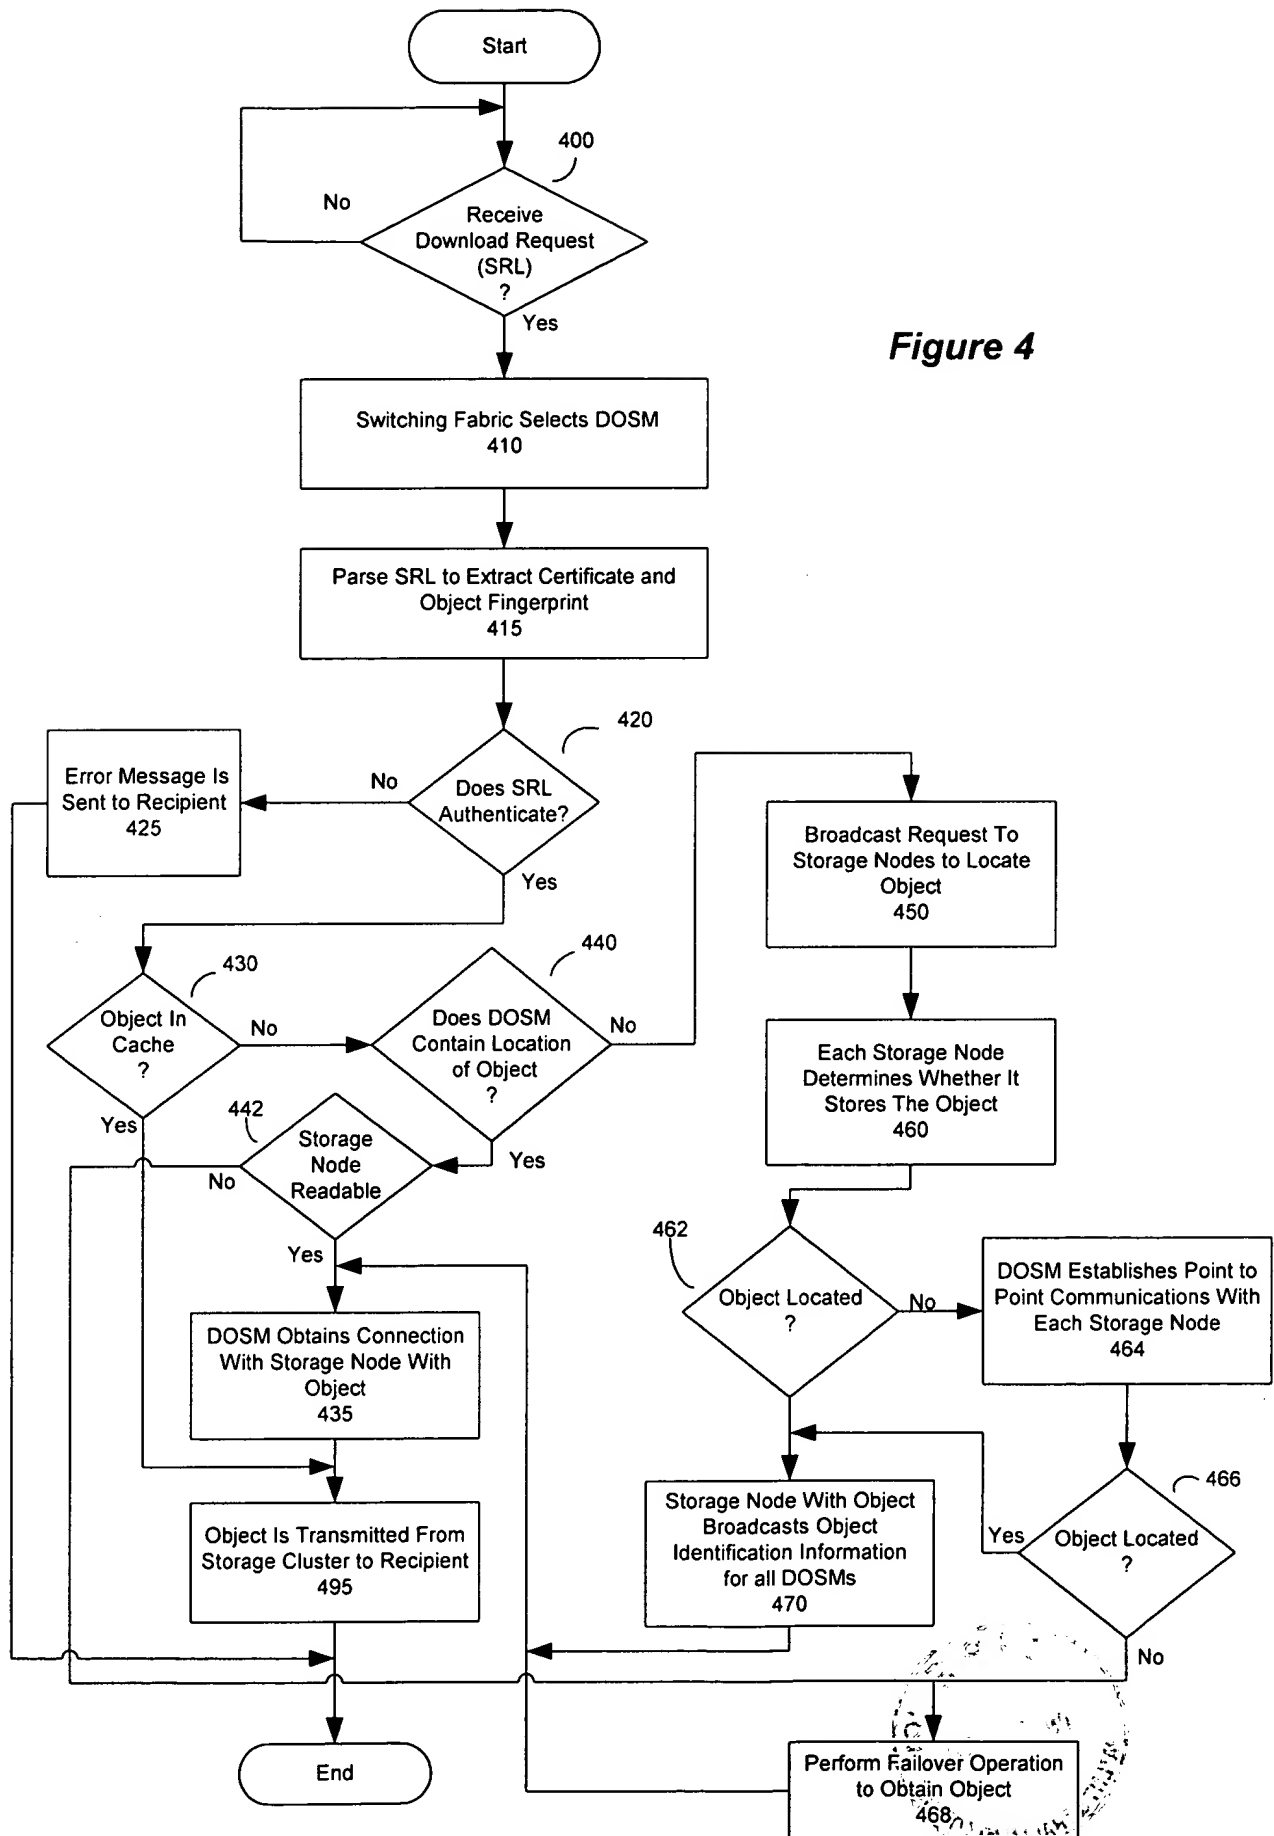 Start
400
No
Receive
Download Request
(SRL)
?
Yes
Figure 4
Switching Fabric Selects DOSM
410
Parse SRL to Extract Certificate and
Object Fingerprint
415
420
Error Message Is
Sent to Recipient
425
No
Does SRL
Authenticate?
Yes
Broadcast Request To
Storage Nodes to Locate
Object
450
430
Object In
Cache
?
No
Yes
440
Does DOSM
Contain Location
of Object
?
No
Yes
Each Storage Node
Determines Whether It
Stores The Object
460
442
Storage
Node
Readable
No
Yes
462
Object Located
?
No
DOSM Establishes Point to
Point Communications With
Each Storage Node
464
DOSM Obtains Connection
With Storage Node With
Object
435
466
Object Located
?
Yes
No
Storage Node With Object
Broadcasts Object
Identification Information
for all DOSMs
470
Object Is Transmitted From
Storage Cluster to Recipient
495
End
Perform Failover Operation
to Obtain Object
468